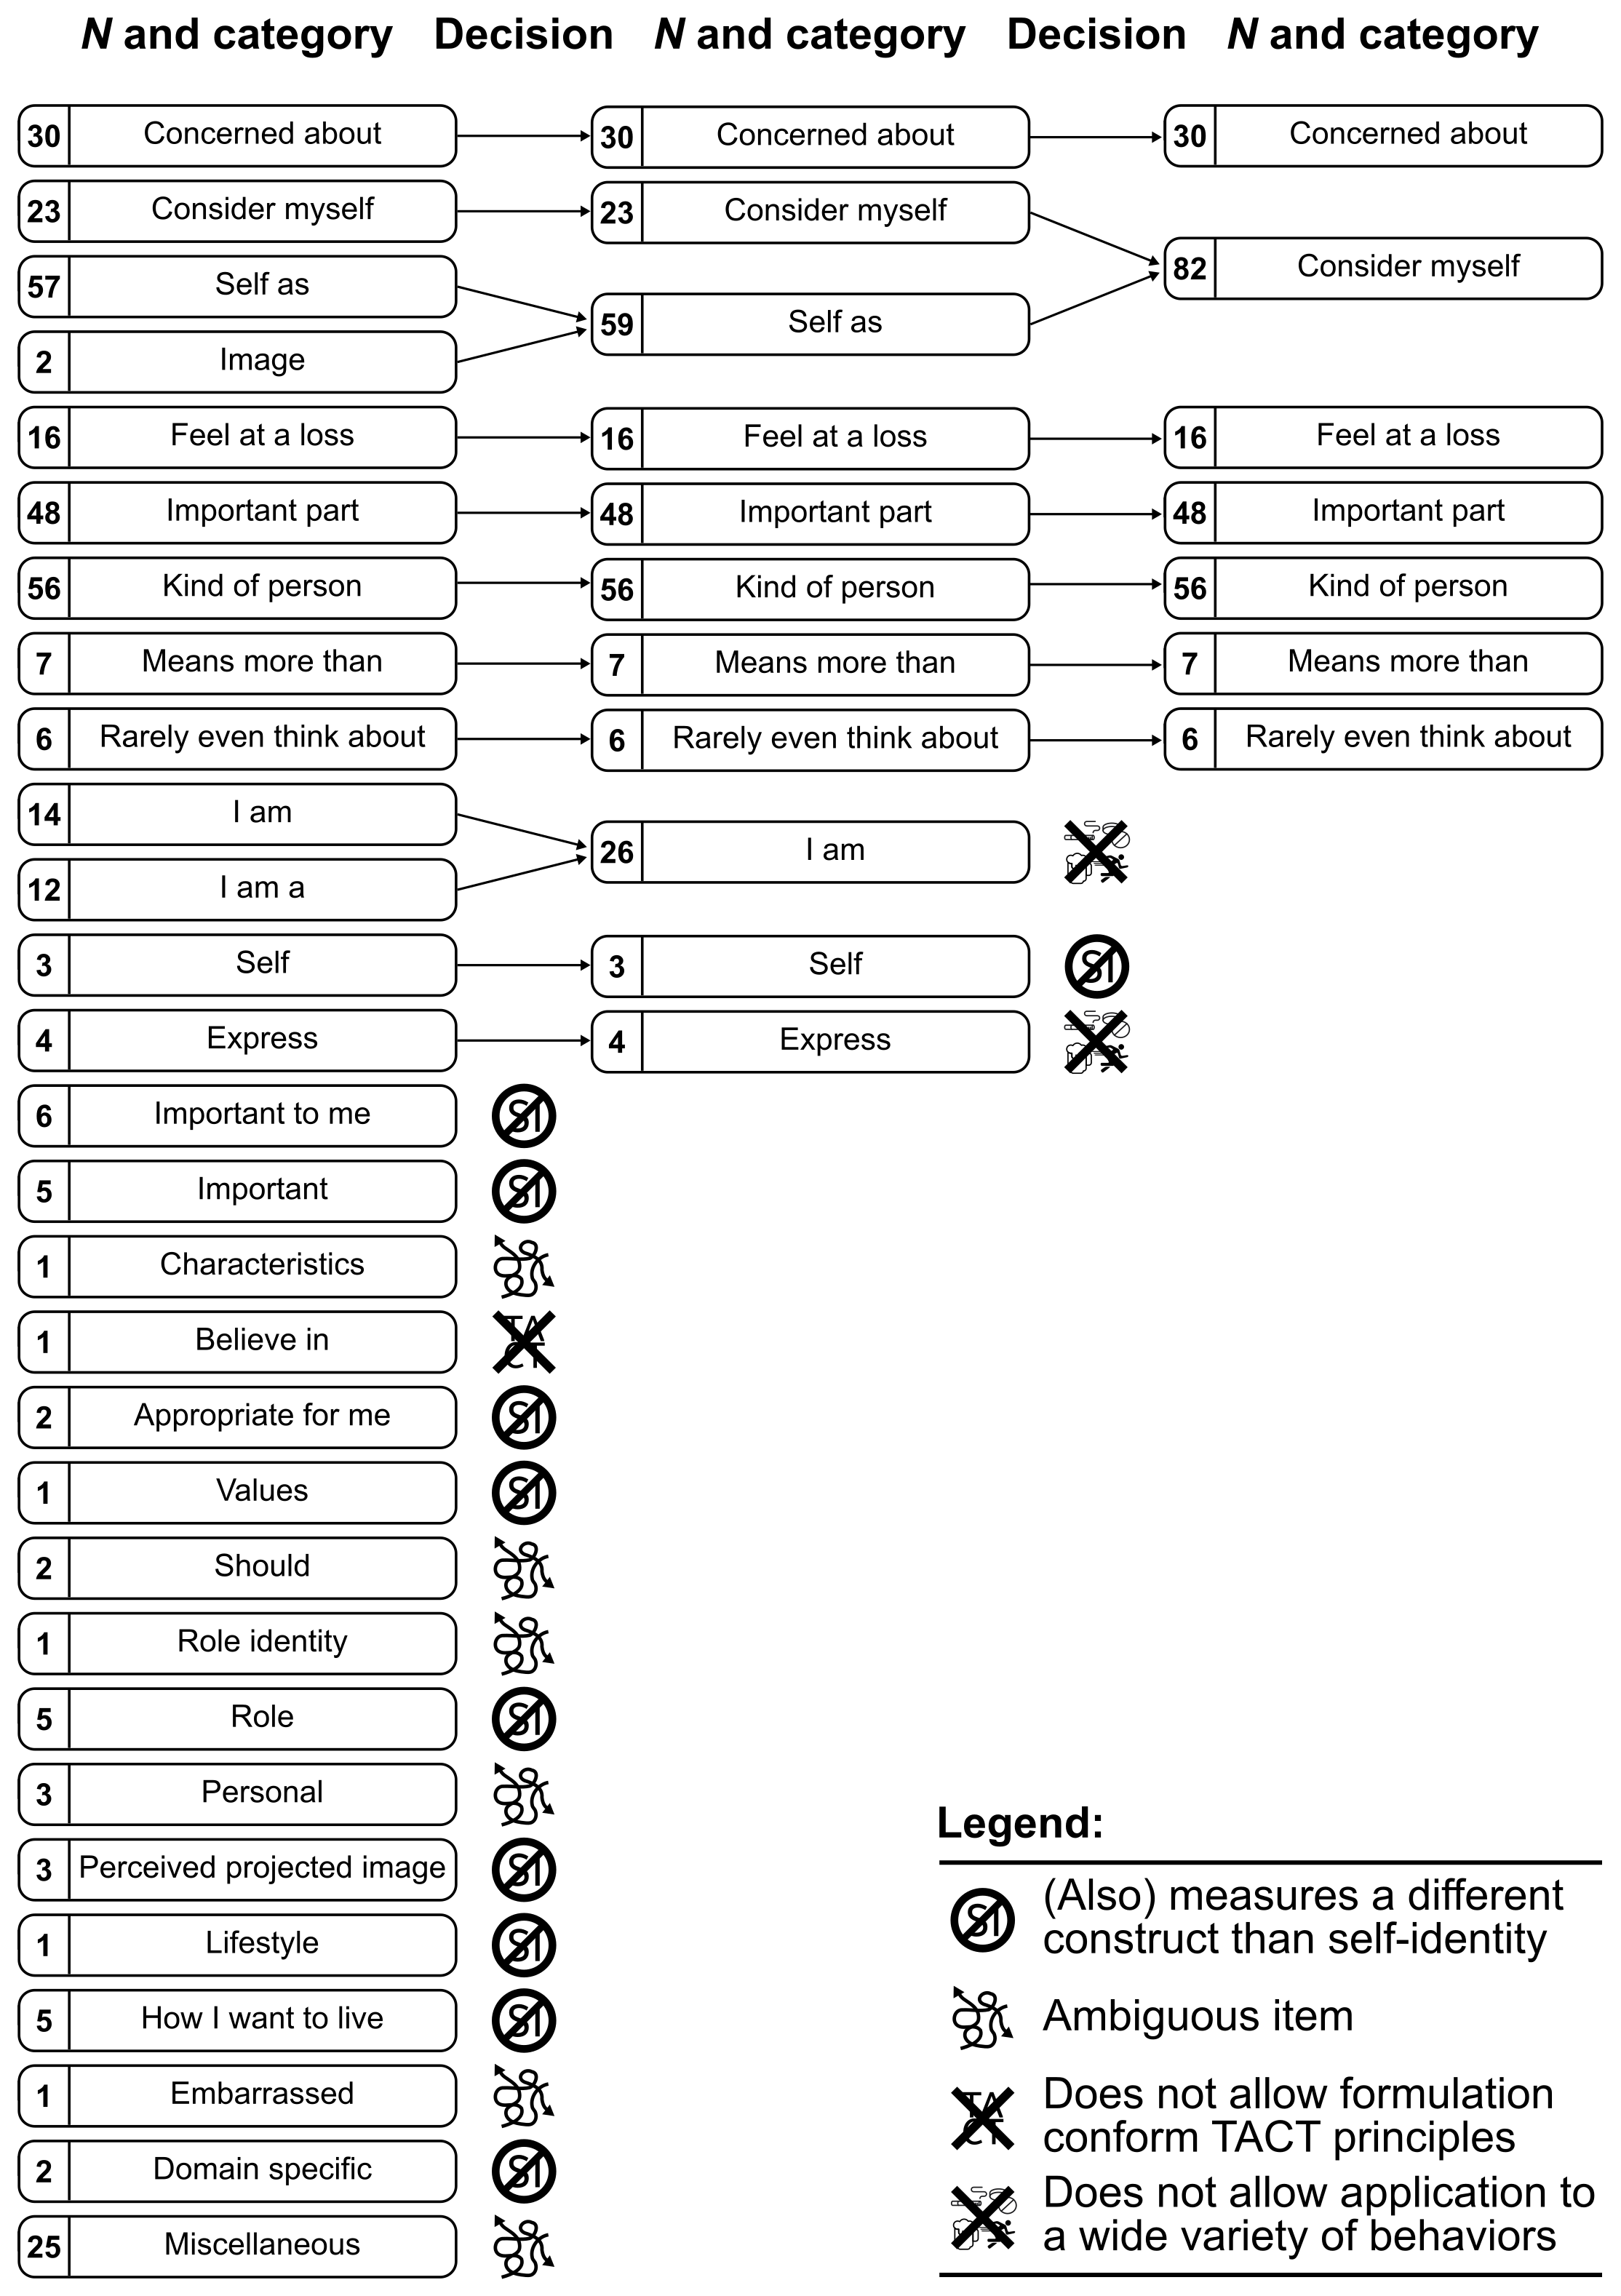 N and category Decision N and category Decision N and category
30 Concerned about 30 Concerned about 30 Concerned about
23 Consider myself 23 Consider myself
82 Consider myself
57 Self as
59 Self as
2 Image
16 Feel at a loss 16 Feel at a loss 16 Feel at a loss
48 Important part 48 Important part 48 Important part
56 Kind of person 56 Kind of person 56 Kind of person
7 Means more than 7 Means more than 7 Means more than
6 Rarely even think about 6 Rarely even think about 6 Rarely even think about
14 I am
26 I am
12 I am a
3 Self 3 Self SI
4 Express 4 Express
6 Important to me SI
5 Important SI
1 Characteristics
1 Believe in TA
CT
2 Appropriate for me SI
1 Values SI
2 Should
1 Role identity
5 Role SI
3 Personal
3 Perceived projected image SI
1 Lifestyle SI
5 How I want to live SI
1 Embarrassed
2 Domain specific SI
25 Miscellaneous
Legend:
SI (Also) measures a different
construct than self-identity
Ambiguous item
TA Does not allow formulation
CT conform TACT principles
Does not allow application to
a wide variety of behaviors